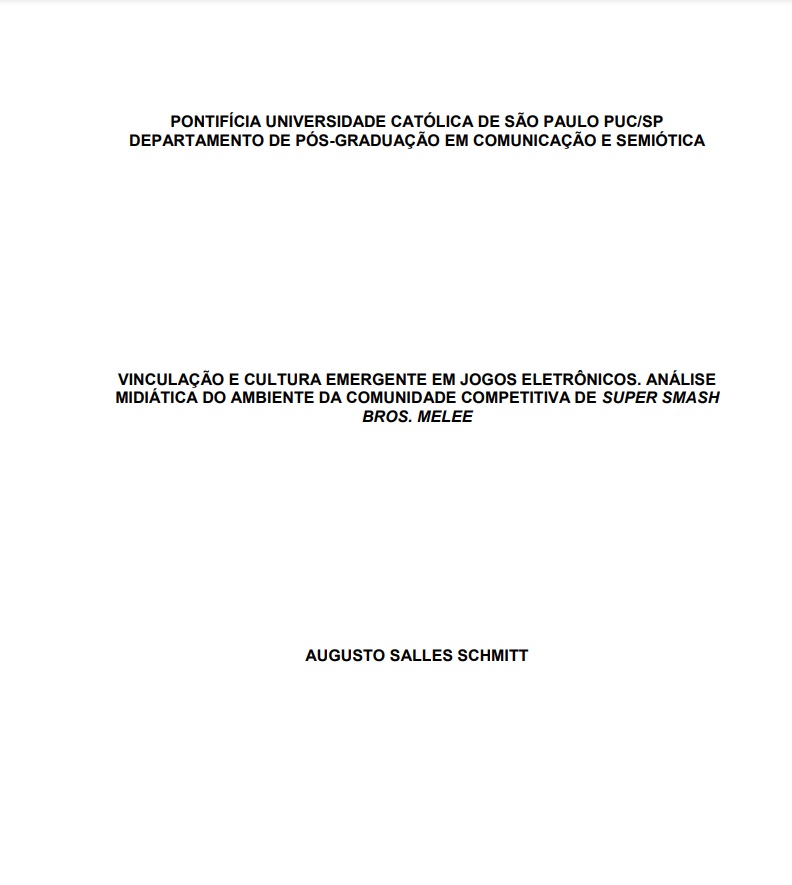 PONTIFÍCIA UNIVERSIDADE CATÓLICA DE SÃO PAULO PUC/SP
DEPARTAMENTO DE PÓS-GRADUAÇÃO EM COMUNICAÇÃO E SEMIÓTICA
VINCULAÇÃO E CULTURA EMERGENTE EM JOGOS ELETRÔNICOS. ANÁLISE
MIDIÁTICA DO AMBIENTE DA COMUNIDADE COMPETITIVA DE SUPER SMASH
BROS. MELEE
AUGUSTO SALLES SCHMITT